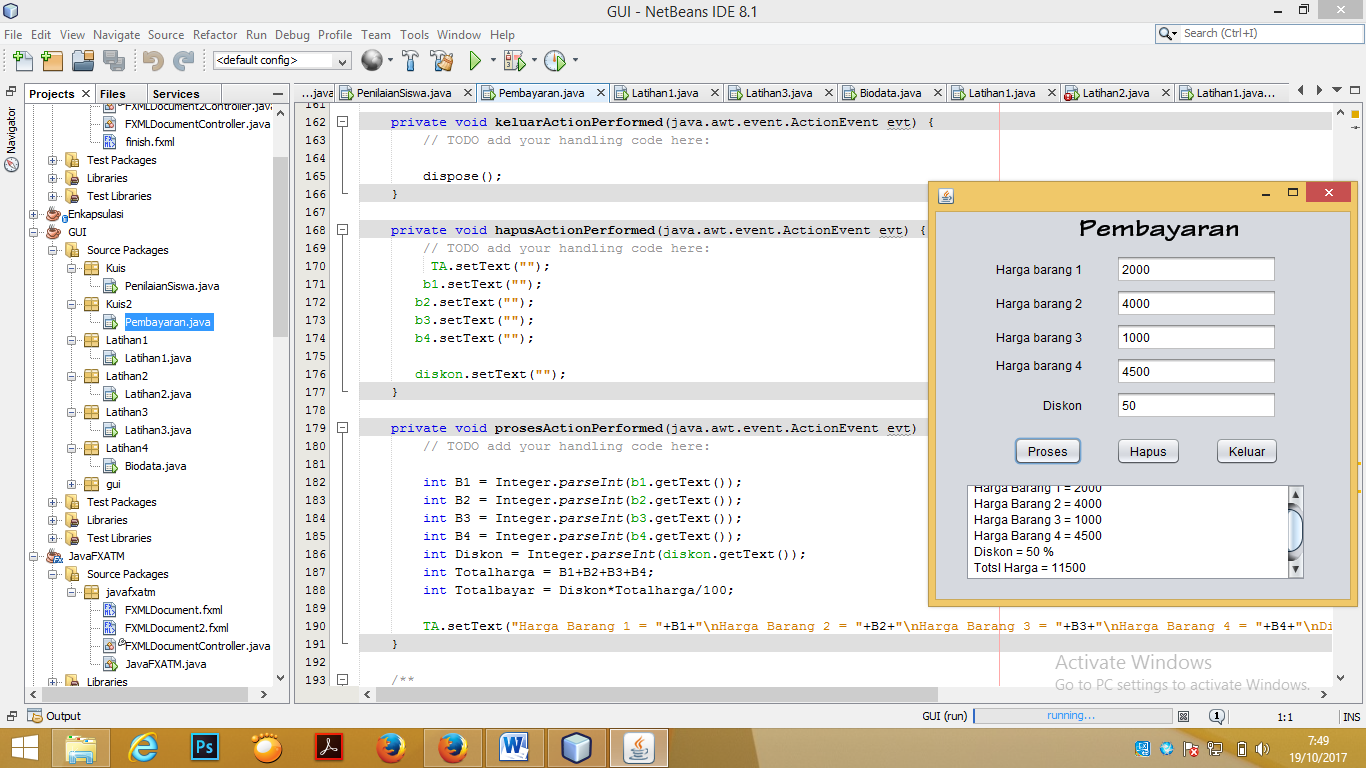 GUI - NetBeans IDE 8.1
File Edit View Navigate Source Refactor Run Debug Profile Team Tools Window Help
Search (Ctrl+I)
<default config>
Projects Files Services
Navigator
...java PenilaianSiswa.java Pembayaran.java Latihan1.java Latihan3.java Biodata.java Latihan1.java Latihan2.java Latihan1.java...
FXMLDocument2Controller.java
FXMLDocumentController.java
finish.fxml
Test Packages
Libraries
Test Libraries
Enkapsulasi
GUI
Source Packages
Kuis
PenilaianSiswa.java
Kuis2
Pembayaran.java
Latihan1
Latihan1.java
Latihan2
Latihan2.java
Latihan3
Latihan3.java
Latihan4
Biodata.java
gui
Test Packages
Libraries
Test Libraries
JavaFXATM
Source Packages
javafxatm
FXMLDocument.fxml
FXMLDocument2.fxml
FXMLDocumentController.java
JavaFXATM.java
Libraries
161
162 private void keluarActionPerformed(java.awt.event.ActionEvent evt) {
163 // TODO add your handling code here:
164
165 dispose();
166 }
167
168 private void hapusActionPerformed(java.awt.event.ActionEvent evt) {
169 // TODO add your handling code here:
170 TA.setText("");
171 b1.setText("");
172 b2.setText("");
173 b3.setText("");
174 b4.setText("");
175
176 diskon.setText("");
177 }
178
179 private void prosesActionPerformed(java.awt.event.ActionEvent evt)
180 // TODO add your handling code here:
181
182 int B1 = Integer.parseInt(b1.getText());
183 int B2 = Integer.parseInt(b2.getText());
184 int B3 = Integer.parseInt(b3.getText());
185 int B4 = Integer.parseInt(b4.getText());
186 int Diskon = Integer.parseInt(diskon.getText());
187 int Totalharga = B1+B2+B3+B4;
188 int Totalbayar = Diskon*Totalharga/100;
189
190 TA.setText("Harga Barang 1 = "+B1+"\nHarga Barang 2 = "+B2+"\nHarga Barang 3 = "+B3+"\nHarga Barang 4 = "+B4+"\nDi
191 }
192
193 /**
Pembayaran
Harga barang 1 2000
Harga barang 2 4000
Harga barang 3 1000
Harga barang 4 4500
Diskon 50
Proses Hapus Keluar
Harga Barang 1 = 2000
Harga Barang 2 = 4000
Harga Barang 3 = 1000
Harga Barang 4 = 4500
Diskon = 50 %
Totsl Harga = 11500
Activate Windows
Go to PC settings to activate Windows.
Output
GUI (run) running... 1 1:1 INS
Ps W
7:49
19/10/2017